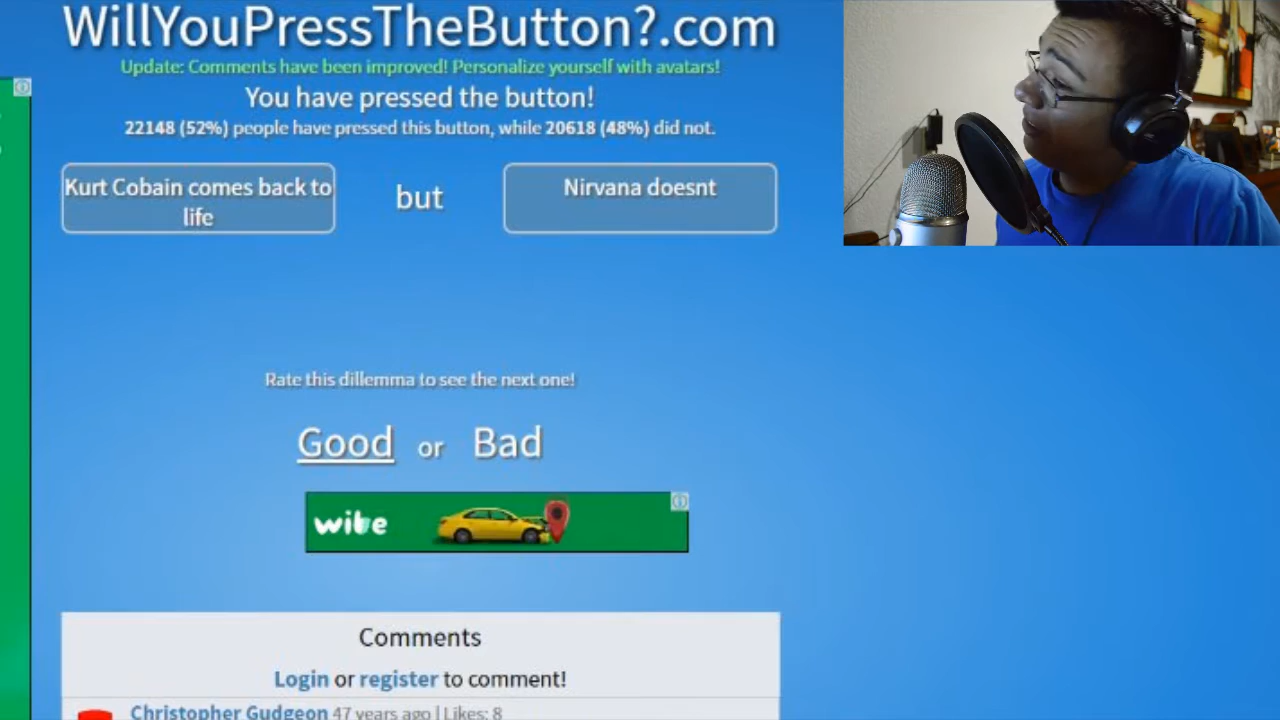 WillYouPressTheButton?.com
Update: Comments have been improved! Personalize yourself with avatars!
You have pressed the button!
22148 (52%) people have pressed this button, while 20618 (48%) did not.
Kurt Cobain comes back to
life
but
Nirvana doesnt
Rate this dillemma to see the next one!
Good or Bad
Comments
Login or register to comment!
Christopher Gudgeon 47 years ago | Likes: 8